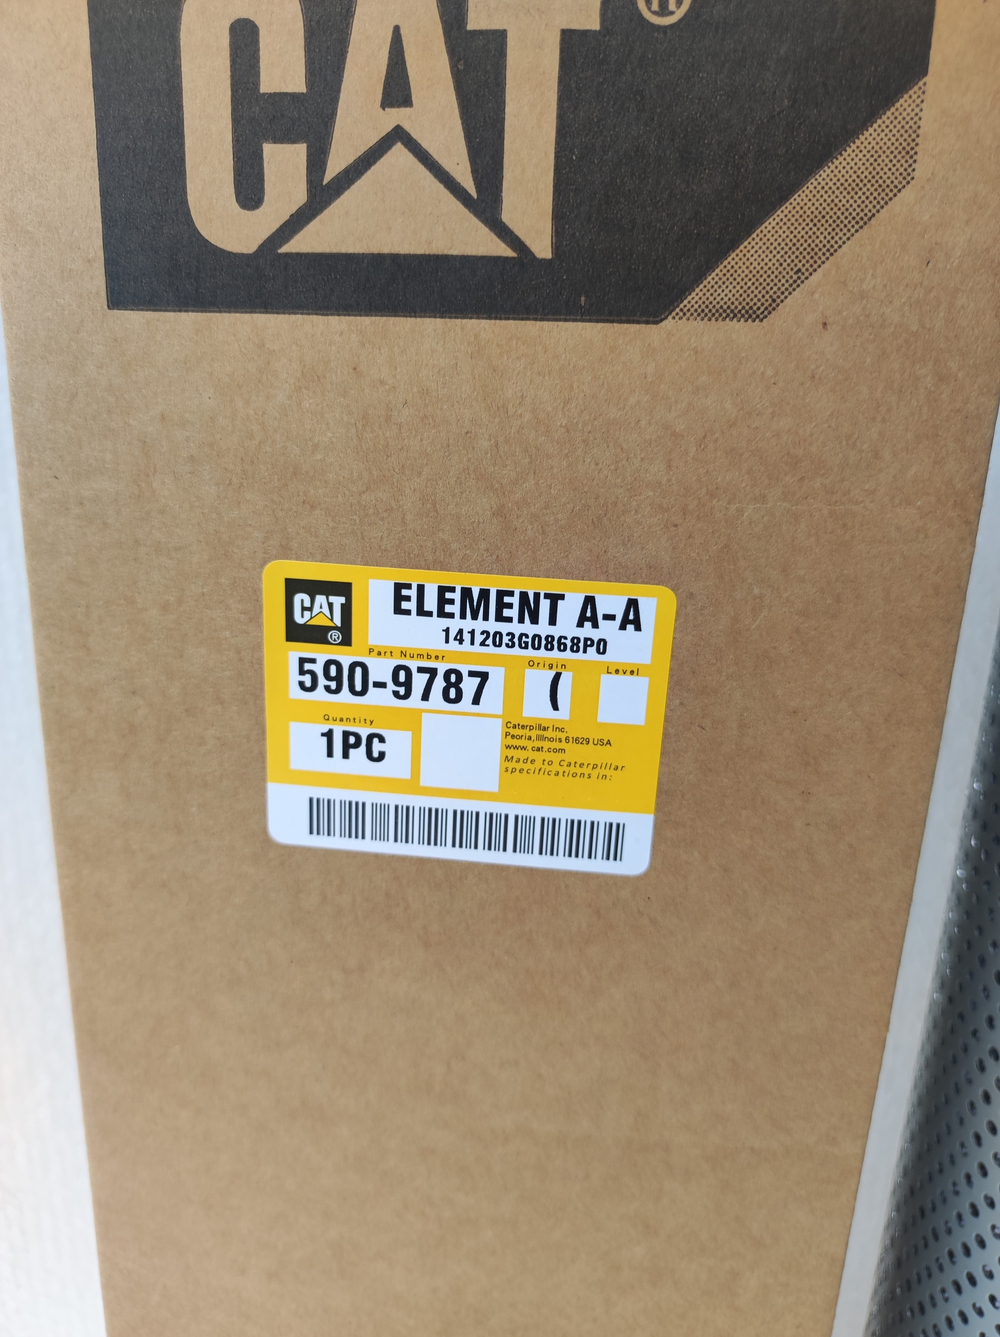 CAT ®
CAT ®
ELEMENT A-A
141203G0868P0
Part Number
590-9787
Origin
(
Level
Quantity
1PC
Caterpillar Inc.
Peoria,Illlnois 61629 USA
www.cat.com
Made to Caterpillar
specifications in: